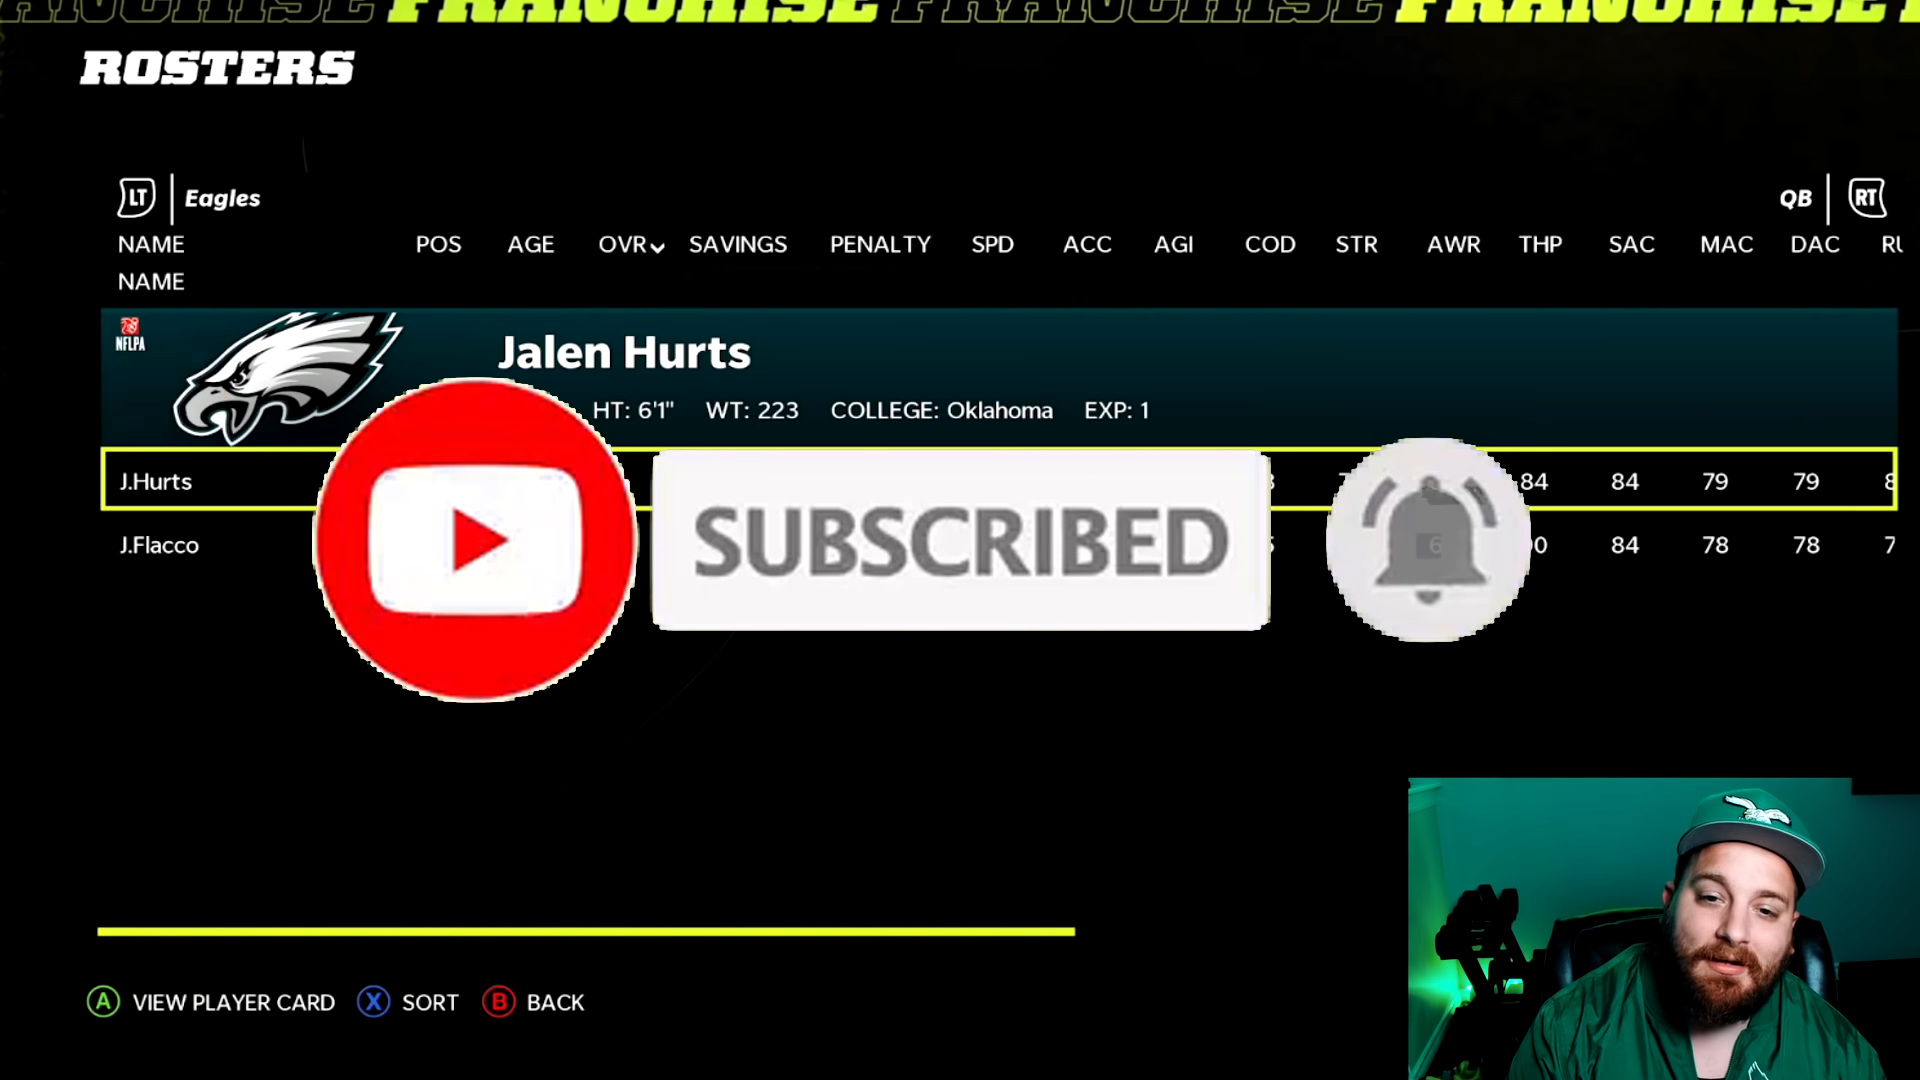 FRANCHISE FRANCHISE FRANCHISE
ROSTERS
LT Eagles QB RT
NAME POS AGE OVR SAVINGS PENALTY SPD ACC AGI COD STR AWR THP SAC MAC DAC
NAME
NFLPA
Jalen Hurts
HT: 6'1" WT: 223 COLLEGE: Oklahoma EXP: 1
J.Hurts 84 84 79 79
J.Flacco 84 78 78
SUBSCRIBED
A VIEW PLAYER CARD X SORT B BACK